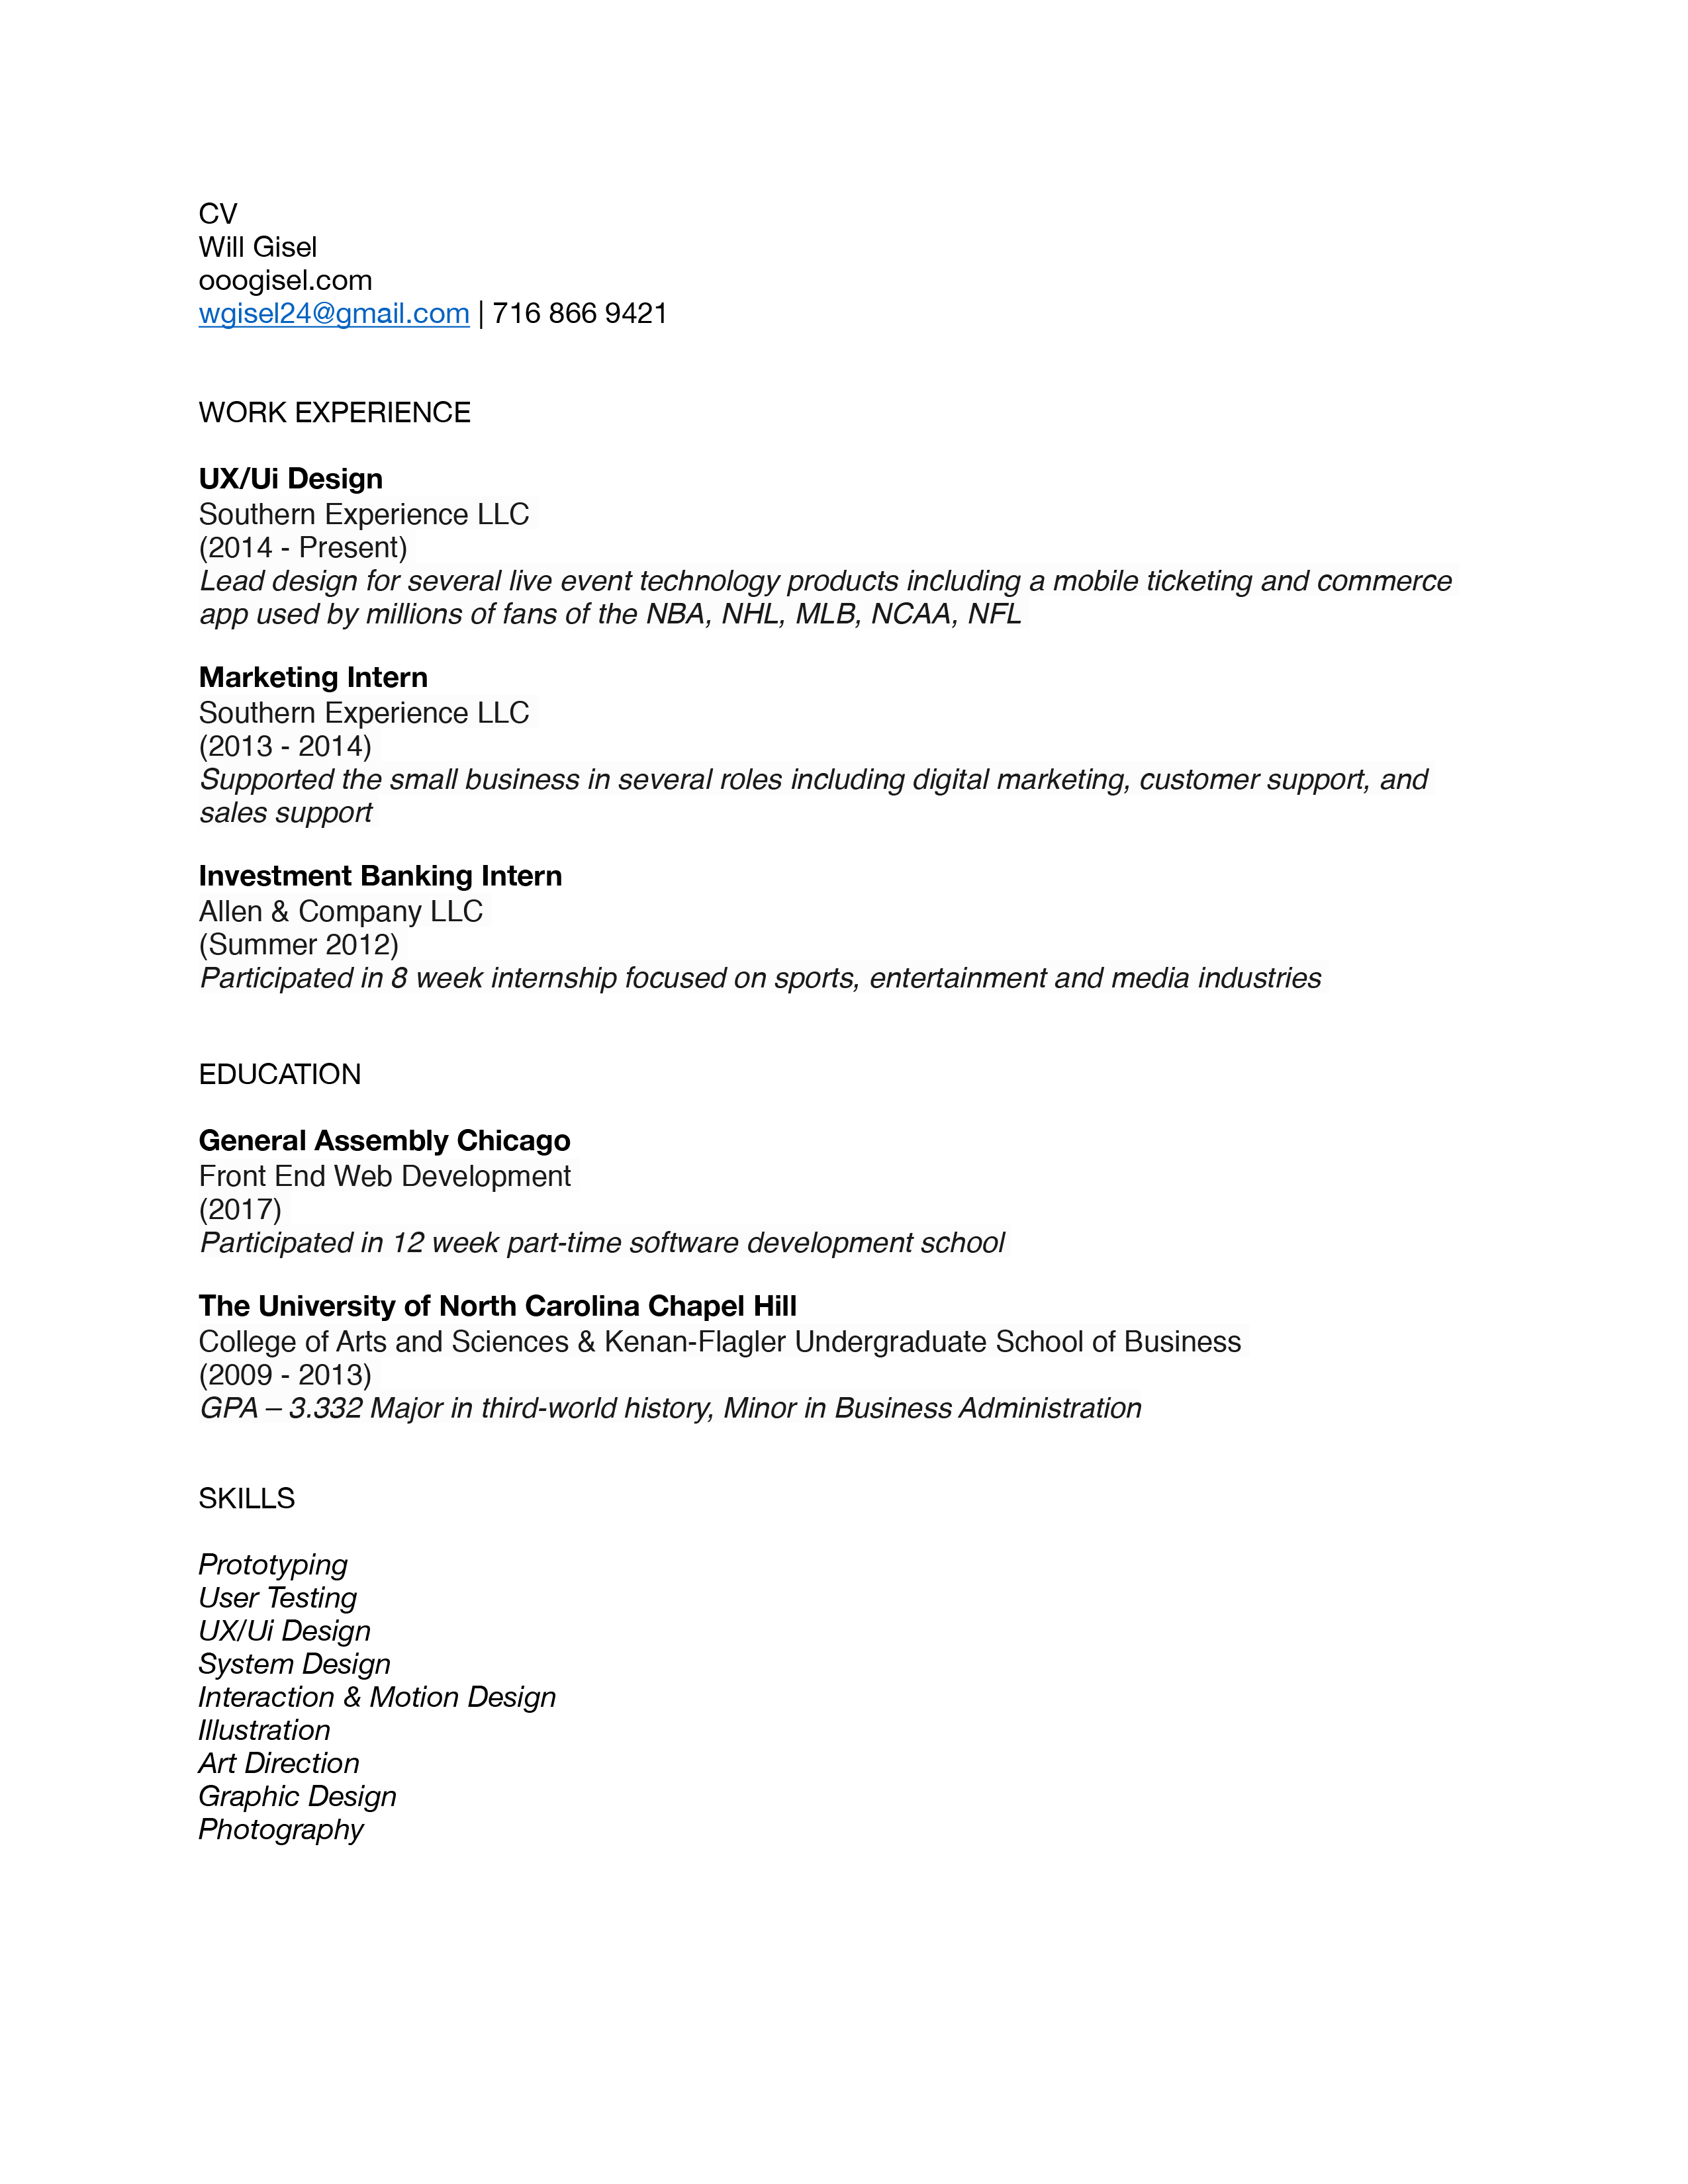 CV
Will Gisel
ooogisel.com
wgisel24@gmail.com | 716 866 9421
WORK EXPERIENCE
UX/Ui Design
Southern Experience LLC
(2014 - Present)
Lead design for several live event technology products including a mobile ticketing and commerce
app used by millions of fans of the NBA, NHL, MLB, NCAA, NFL
Marketing Intern
Southern Experience LLC
(2013 - 2014)
Supported the small business in several roles including digital marketing, customer support, and
sales support
Investment Banking Intern
Allen & Company LLC
(Summer 2012)
Participated in 8 week internship focused on sports, entertainment and media industries
EDUCATION
General Assembly Chicago
Front End Web Development
(2017)
Participated in 12 week part-time software development school
The University of North Carolina Chapel Hill
College of Arts and Sciences & Kenan-Flagler Undergraduate School of Business
(2009 - 2013)
GPA – 3.332 Major in third-world history, Minor in Business Administration
SKILLS
Prototyping
User Testing
UX/Ui Design
System Design
Interaction & Motion Design
Illustration
Art Direction
Graphic Design
Photography